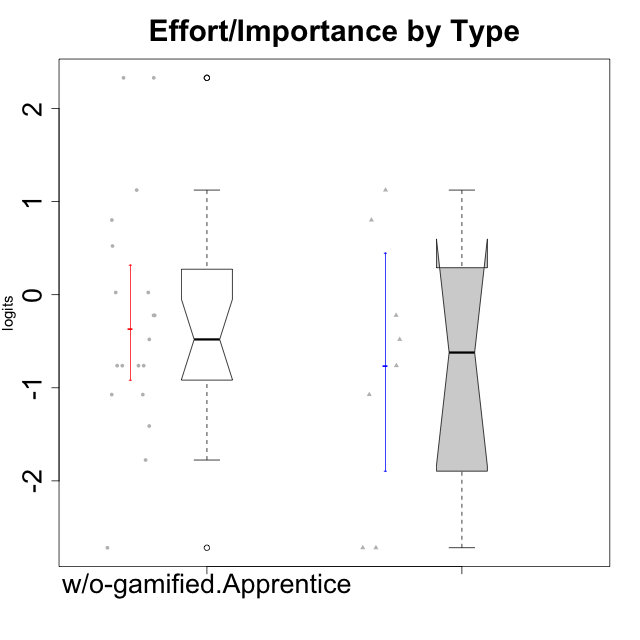 Effort/Importance by Type
2
1
0
-1
-2
logits
w/o-gamified.Apprentice